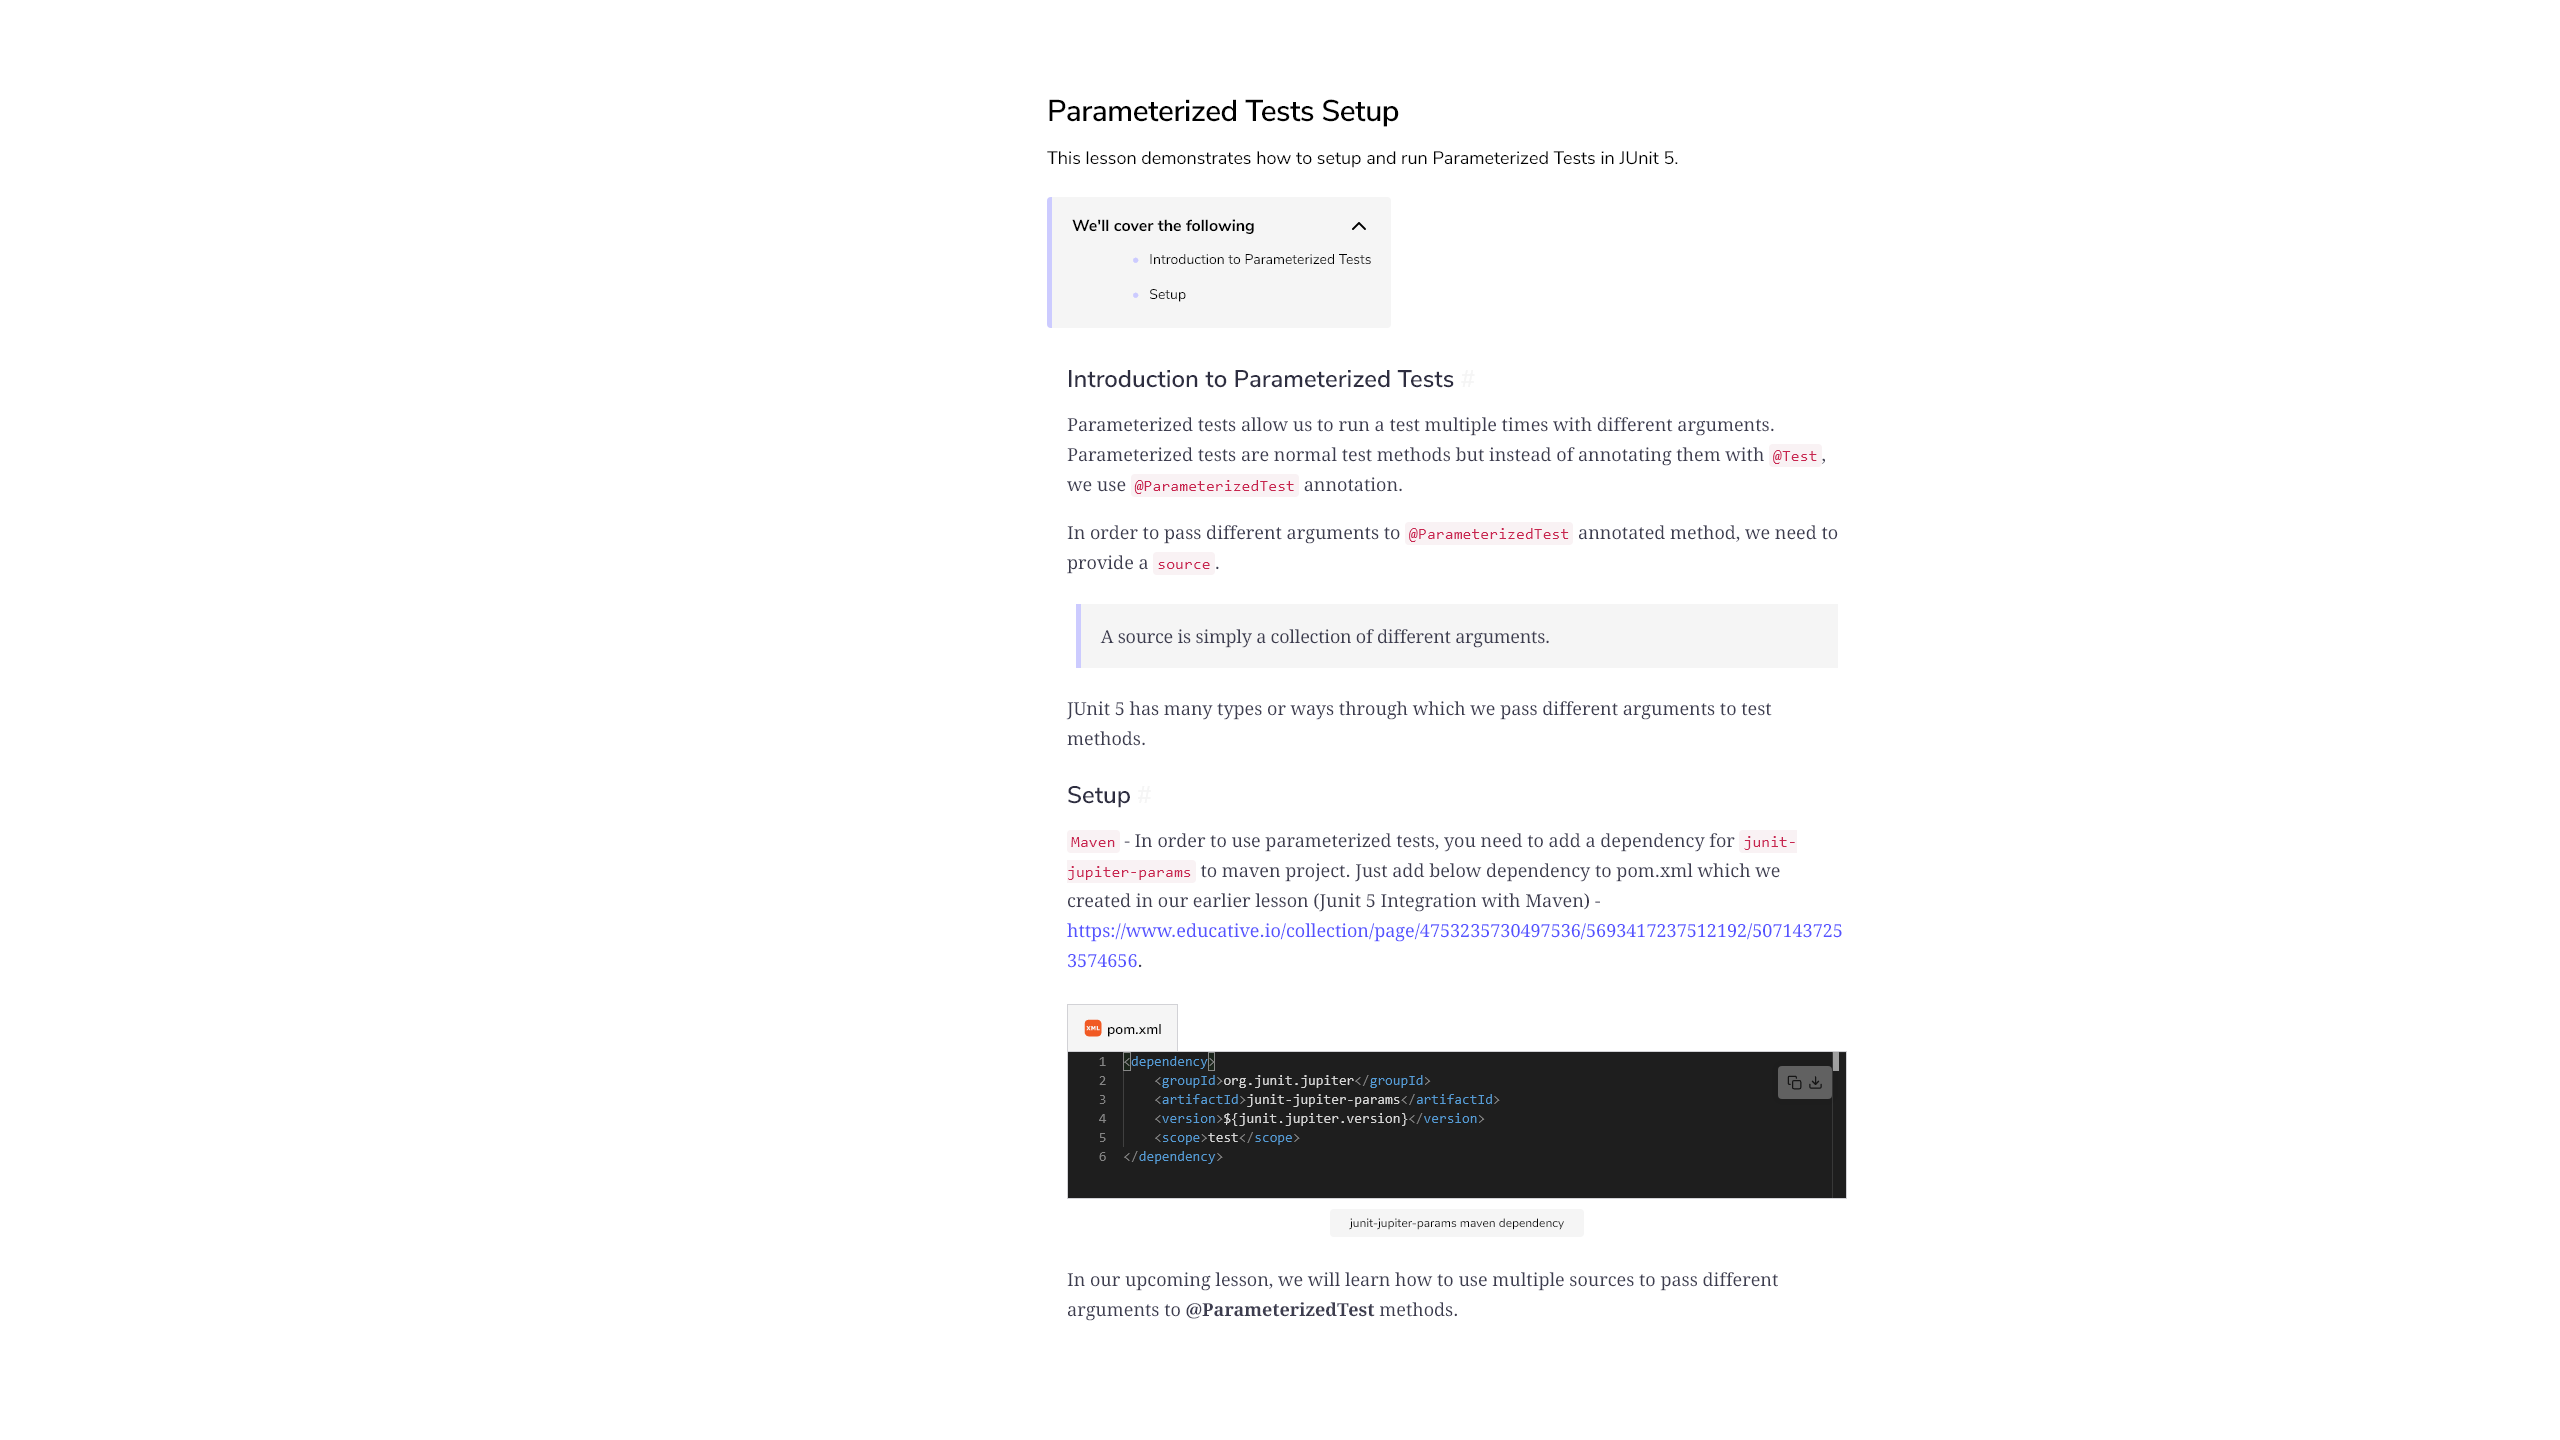 Parameterized Tests Setup
This lesson demonstrates how to setup and run Parameterized Tests in JUnit 5.
We'll cover the following
Introduction to Parameterized Tests
Setup
Introduction to Parameterized Tests #
Parameterized tests allow us to run a test multiple times with different arguments.
Parameterized tests are normal test methods but instead of annotating them with @Test,
we use @ParameterizedTest annotation.
In order to pass different arguments to @ParameterizedTest annotated method, we need to
provide a source.
A source is simply a collection of different arguments.
JUnit 5 has many types or ways through which we pass different arguments to test
methods.
Setup #
Maven - In order to use parameterized tests, you need to add a dependency for junit-
jupiter-params to maven project. Just add below dependency to pom.xml which we
created in our earlier lesson (Junit 5 Integration with Maven) -
https://www.educative.io/collection/page/4753235730497536/5693417237512192/507143725
3574656.
XML pom.xml
1 <dependency>
2     <groupId>org.junit.jupiter</groupId>
3     <artifactId>junit-jupiter-params</artifactId>
4     <version>${junit.jupiter.version}</version>
5     <scope>test</scope>
6 </dependency>
junit-jupiter-params maven dependency
In our upcoming lesson, we will learn how to use multiple sources to pass different
arguments to @ParameterizedTest methods.